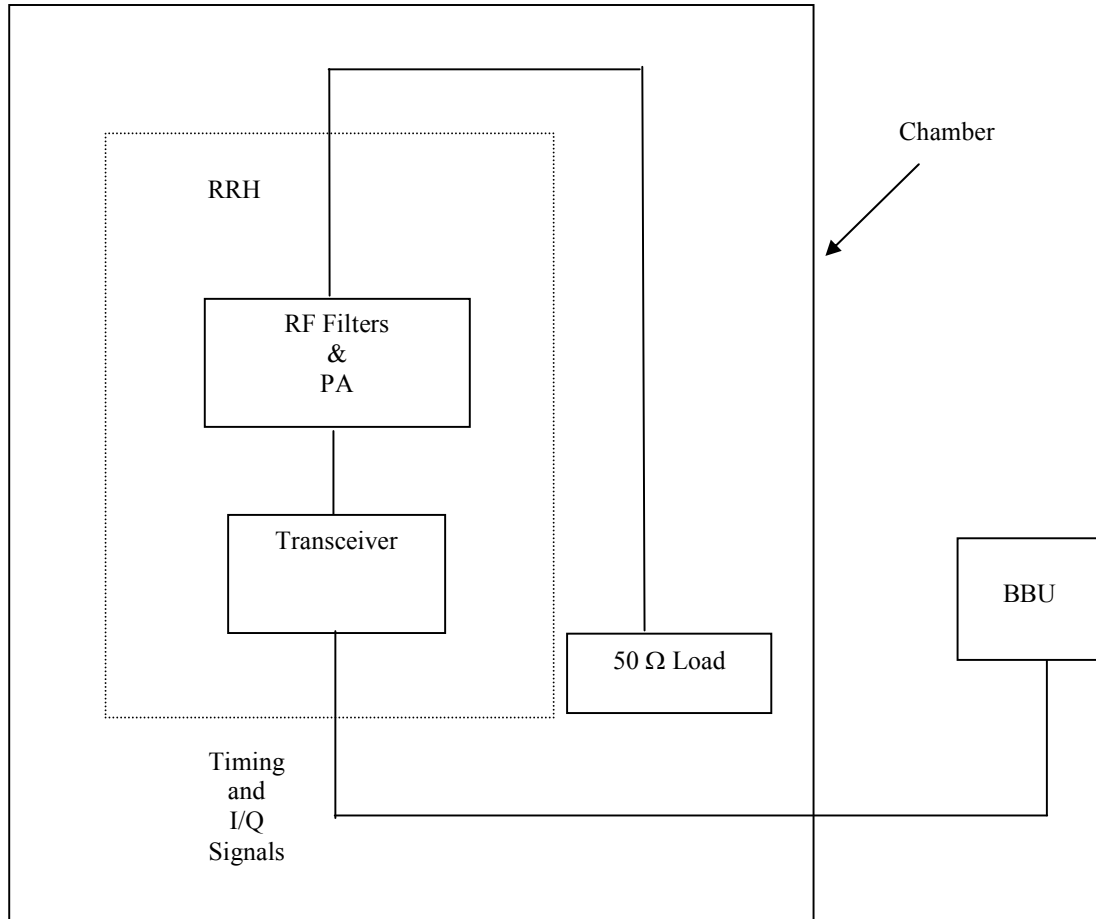 Chamber
RRH
RF Filters
&
PA
Transceiver
BBU
50 Ω Load
Timing
and
I/Q
Signals